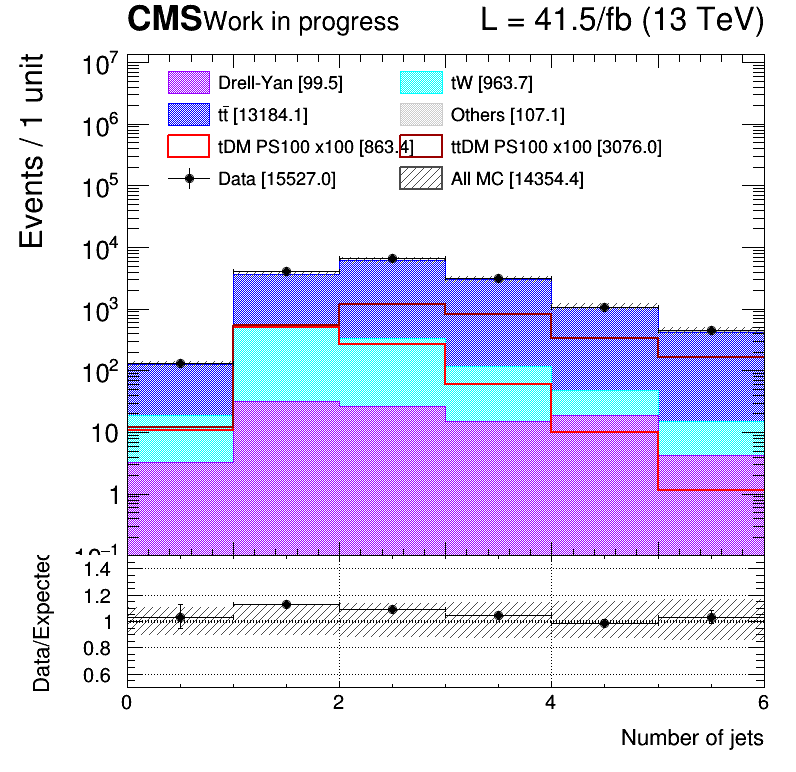 CMS Work in progress L = 41.5/fb (13 TeV)
Events / 1 unit
10⁷
10⁶
10⁵
10⁴
10³
10²
10
1
10⁻¹
Drell-Yan [99.5] tW [963.7]
tt̄ [13184.1] Others [107.1]
tDM PS100 x100 [863.4] ttDM PS100 x100 [3076.0]
Data [15527.0] All MC [14354.4]
Data/Expected
1.4
1.2
1
0.8
0.6
0 2 4 6
Number of jets